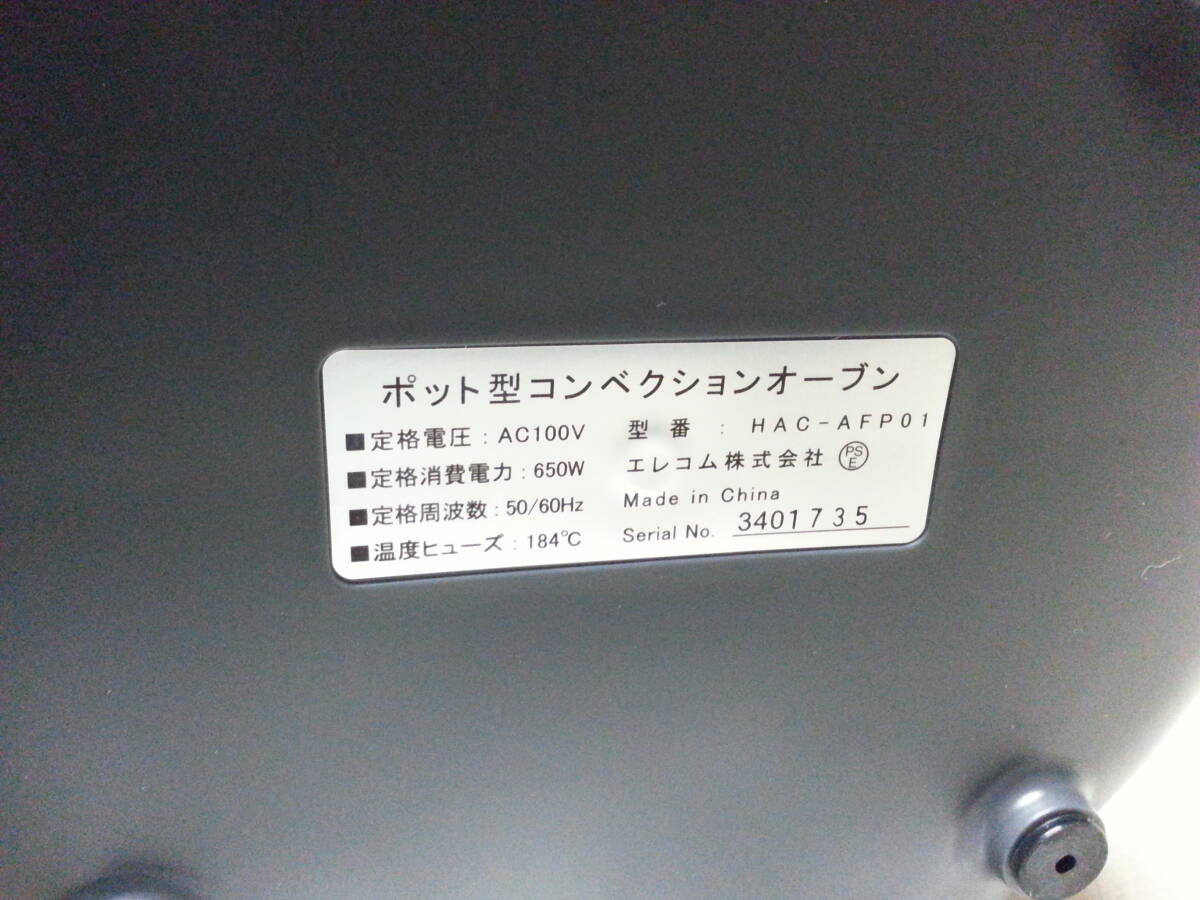 ポット型コンベクションオーブン
■定格電圧：AC100V
■定格消費電力：650W
■定格周波数：50/60Hz
■温度ヒューズ：184℃
型番：HAC-AFP01
エレコム株式会社 PSE
Made in China
Serial No. 3401735